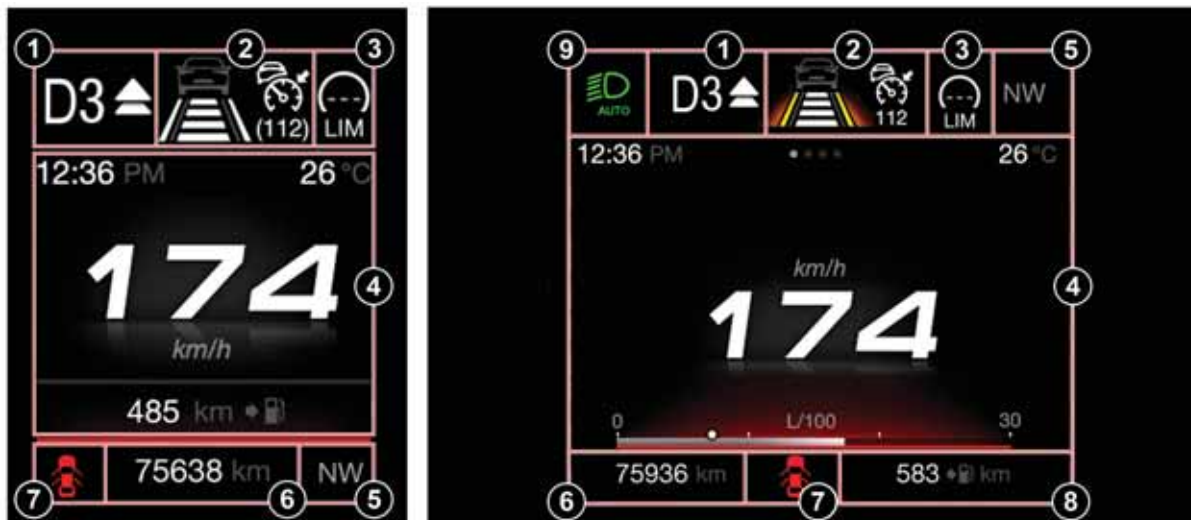 1 2 3
D3 (112) --- LIM
12:36 PM 26 °C
174
4
km/h
485 km
75638 km NW
7 6 5
9 1 2 3 5
AUTO D3 112 --- LIM NW
12:36 PM 26 °C
km/h
4
174
0 L/100 30
75936 km 583 km
6 7 8